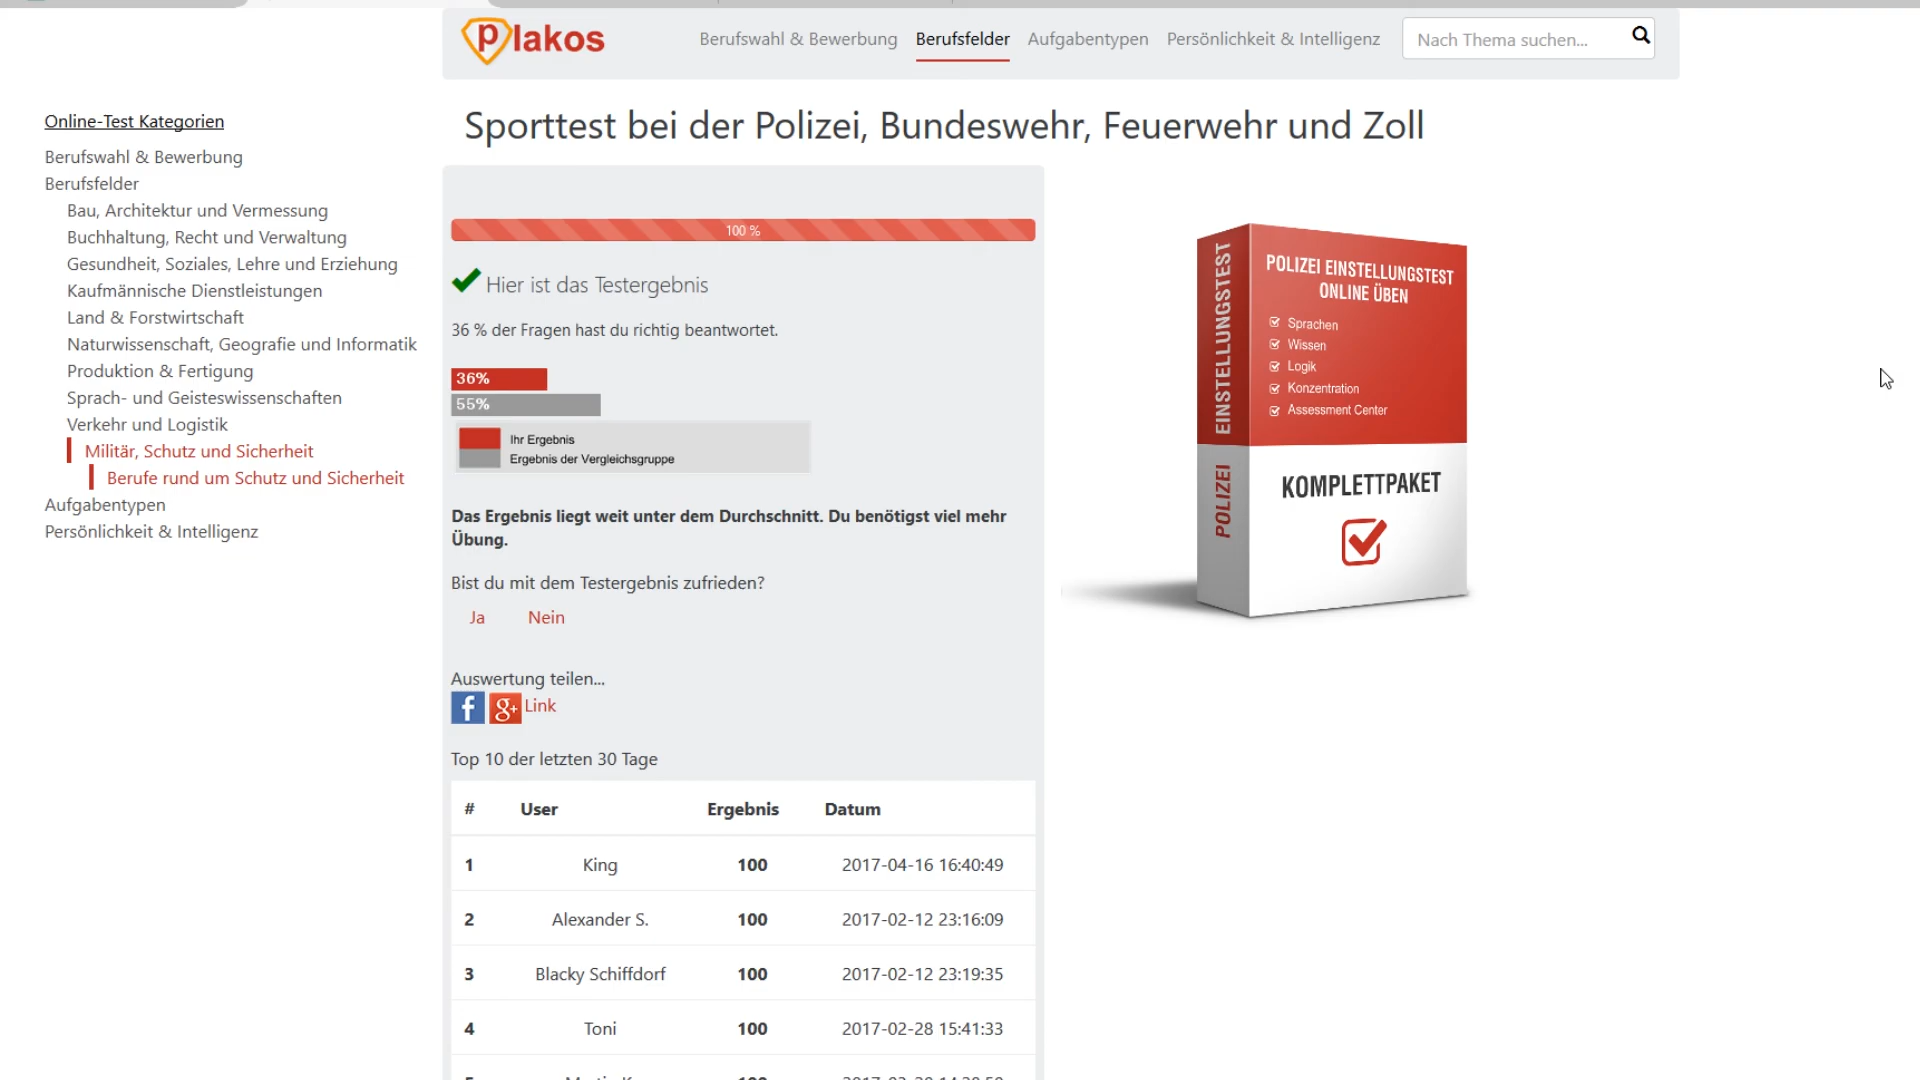 plakos
Berufswahl & Bewerbung
Berufsfelder
Aufgabentypen
Persönlichkeit & Intelligenz
Nach Thema suchen...
Online-Test Kategorien
Berufswahl & Bewerbung
Berufsfelder
Bau, Architektur und Vermessung
Buchhaltung, Recht und Verwaltung
Gesundheit, Soziales, Lehre und Erziehung
Kaufmännische Dienstleistungen
Land & Forstwirtschaft
Naturwissenschaft, Geografie und Informatik
Produktion & Fertigung
Sprach- und Geisteswissenschaften
Verkehr und Logistik
Militär, Schutz und Sicherheit
Berufe rund um Schutz und Sicherheit
Aufgabentypen
Persönlichkeit & Intelligenz
Sporttest bei der Polizei, Bundeswehr, Feuerwehr und Zoll
100 %
Hier ist das Testergebnis
36 % der Fragen hast du richtig beantwortet.
36%
55%
Ihr Ergebnis
Ergebnis der Vergleichsgruppe
Das Ergebnis liegt weit unter dem Durchschnitt. Du benötigst viel mehr
Übung.
Bist du mit dem Testergebnis zufrieden?
Ja Nein
Auswertung teilen...
f g+ Link
Top 10 der letzten 30 Tage
# User Ergebnis Datum
1 King 100 2017-04-16 16:40:49
2 Alexander S. 100 2017-02-12 23:16:09
3 Blacky Schiffdorf 100 2017-02-12 23:19:35
4 Toni 100 2017-02-28 15:41:33
EINSTELLUNGSTEST
POLIZEI
POLIZEI EINSTELLUNGSTEST
ONLINE ÜBEN
Sprachen
Wissen
Logik
Konzentration
Assessment Center
KOMPLETTPAKET